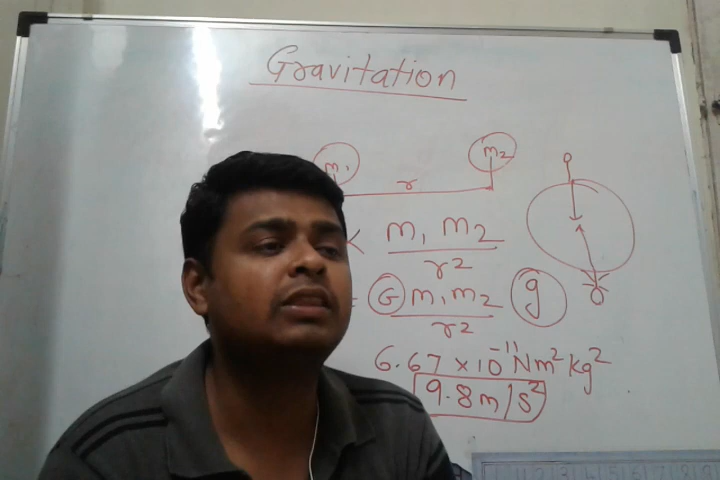 Gravitation
m1 m2
r
∝ m1 m2 / r2
= G m1 m2 / r2 g
6.67 × 10^-11 Nm2 kg2
9.8 m/s2